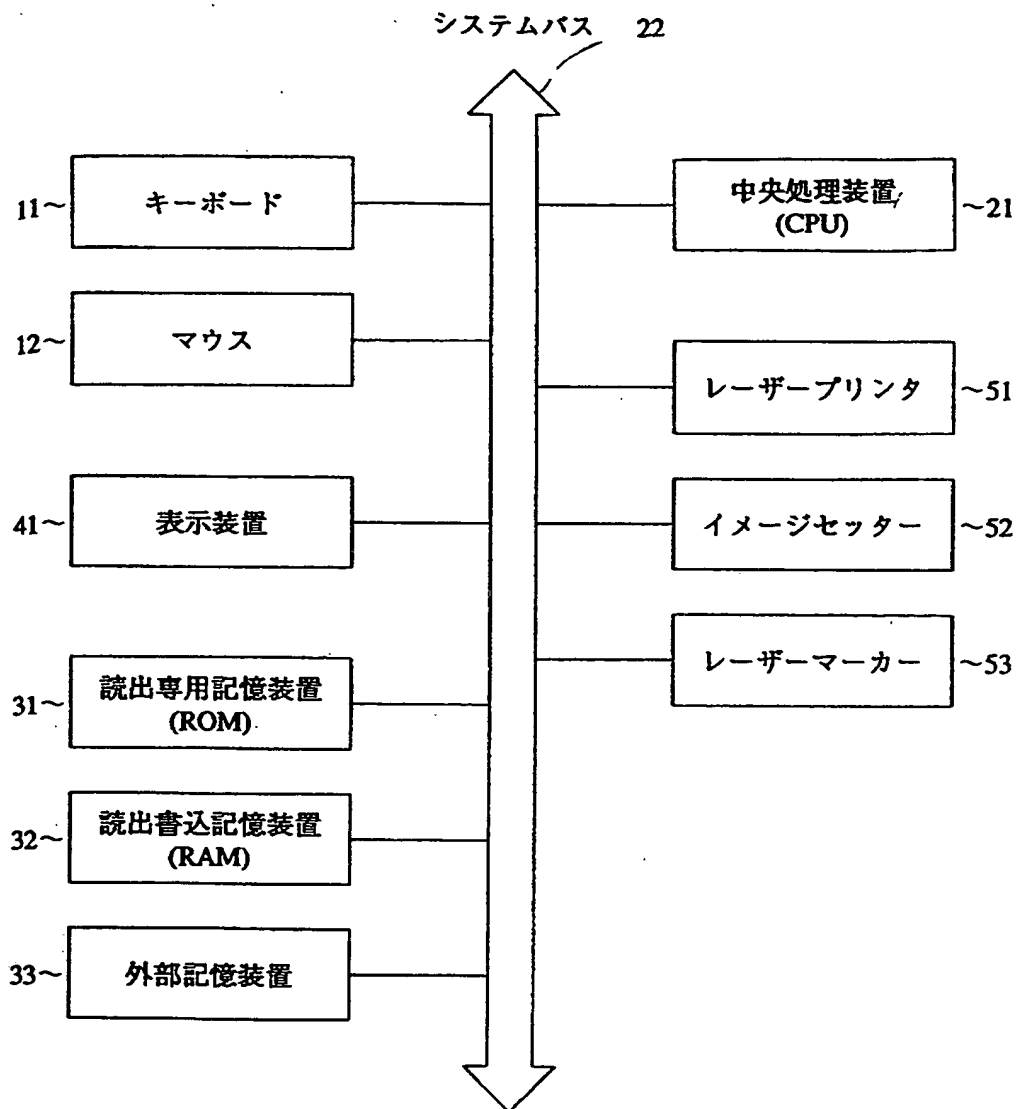 システムバス 22
11~ キーボード
中央処理装置
(CPU) ~21
12~ マウス
レーザープリンタ ~51
41~ 表示装置
イメージセッター ~52
レーザーマーカー ~53
31~ 読出専用記憶装置
(ROM)
32~ 読出書込記憶装置
(RAM)
33~ 外部記憶装置